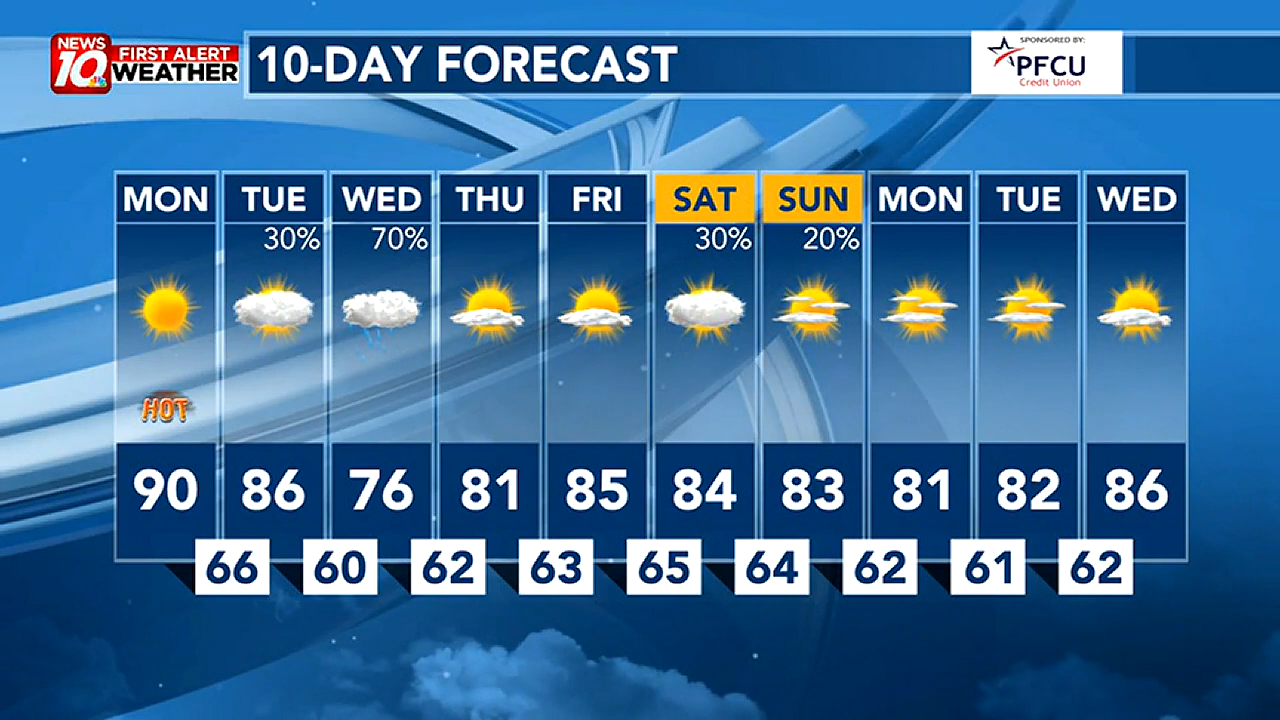 NEWS
10
FIRST ALERT
WEATHER
10-DAY FORECAST
SPONSORED BY:
PFCU
Credit Union
MON TUE WED THU FRI SAT SUN MON TUE WED
30% 70% 30% 20%
HOT
90 86 76 81 85 84 83 81 82 86
66 60 62 63 65 64 62 61 62